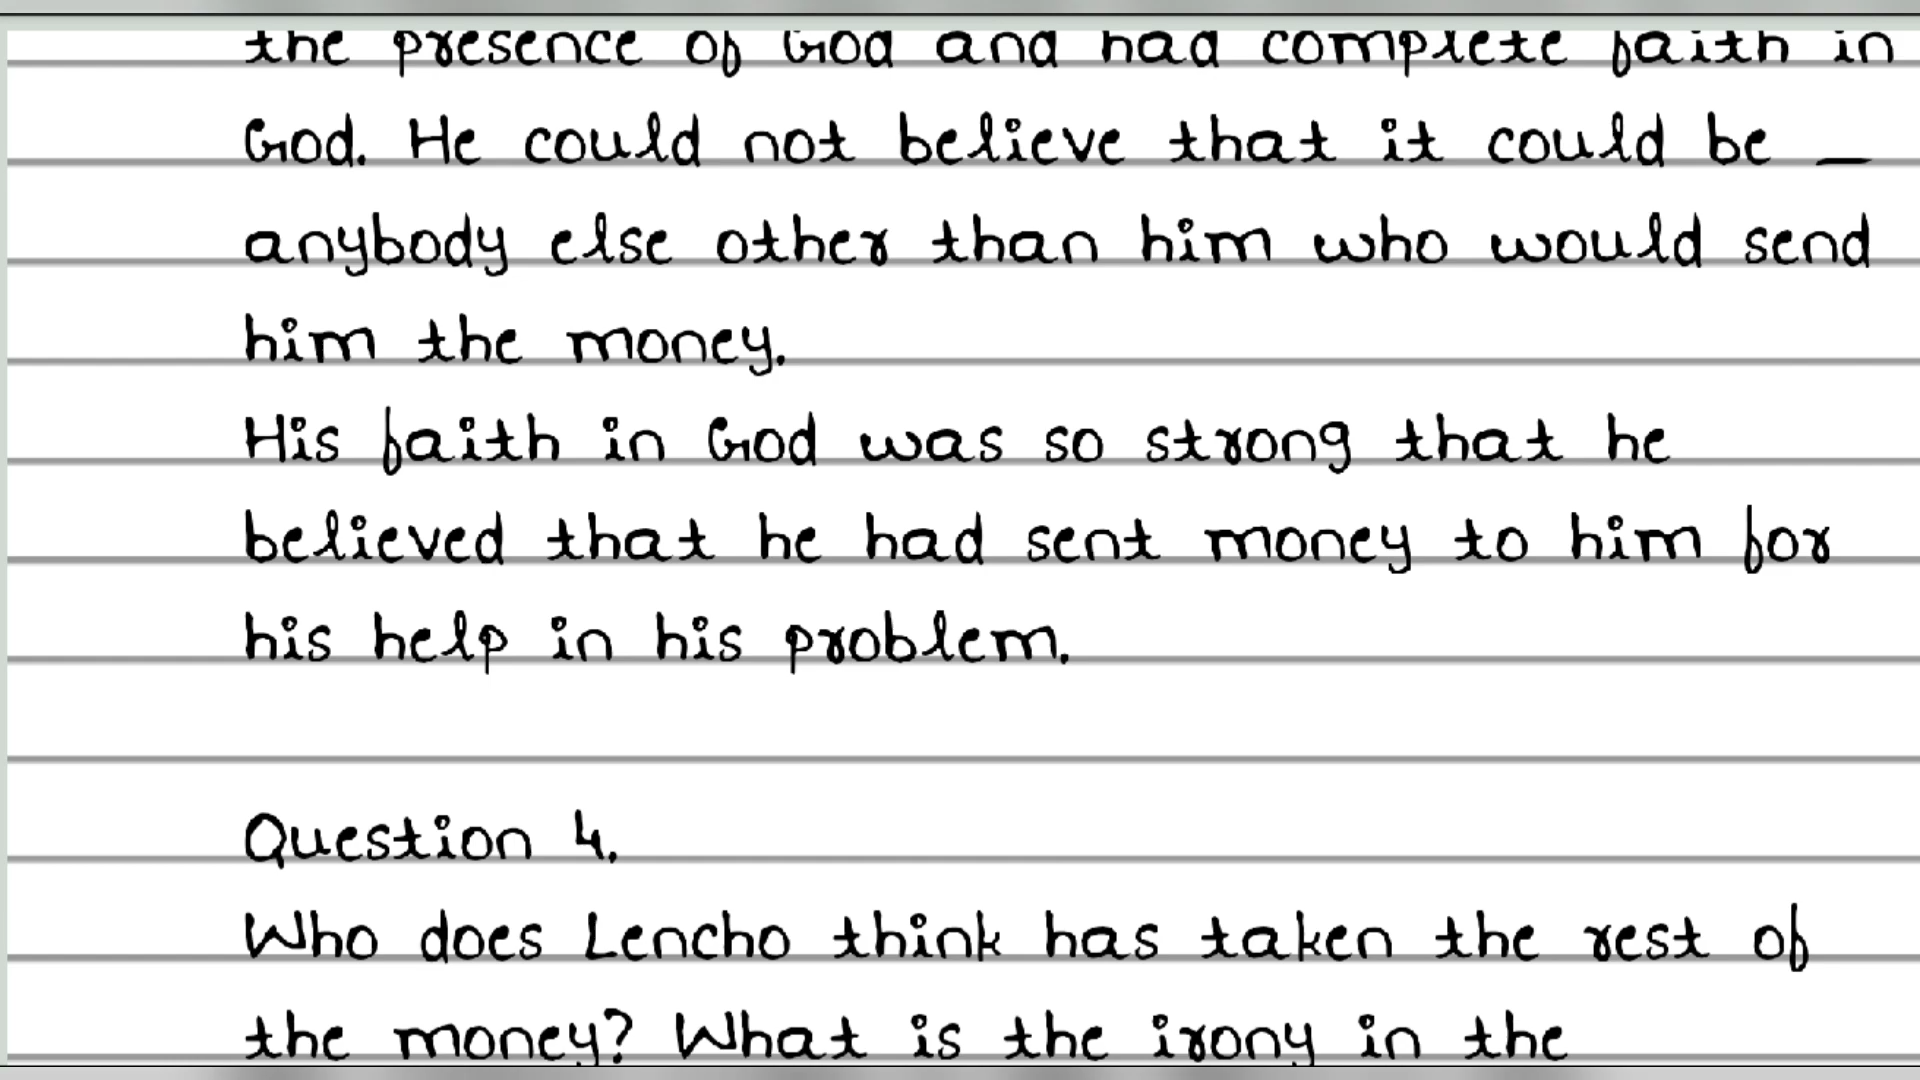 the presence of God and had complete faith in
God. He could not believe that it could be _
anybody else other than him who would send
him the money.
His faith in God was so strong that he
believed that he had sent money to him for
his help in his problem.
Question 4.
Who does Lencho think has taken the rest of
the money? What is the irony in the